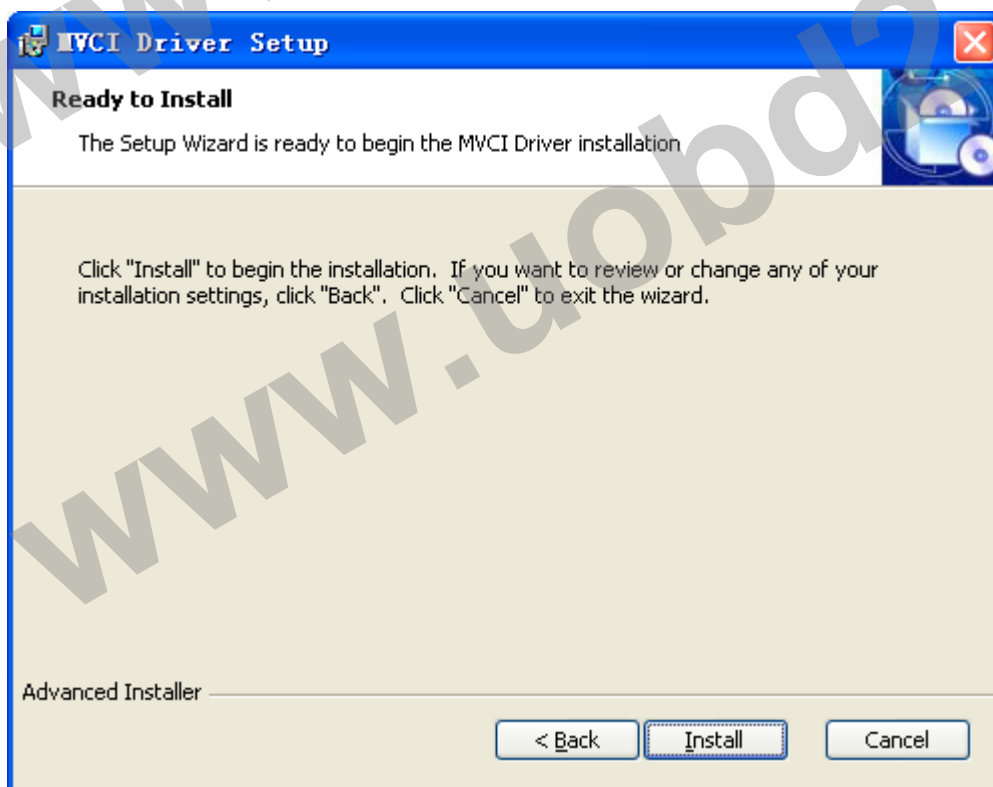 MVCI Driver Setup
Ready to Install
The Setup Wizard is ready to begin the MVCI Driver installation
Click "Install" to begin the installation.  If you want to review or change any of your
installation settings, click "Back".  Click "Cancel" to exit the wizard.
www.uobd2
Advanced Installer
< Back
Install
Cancel